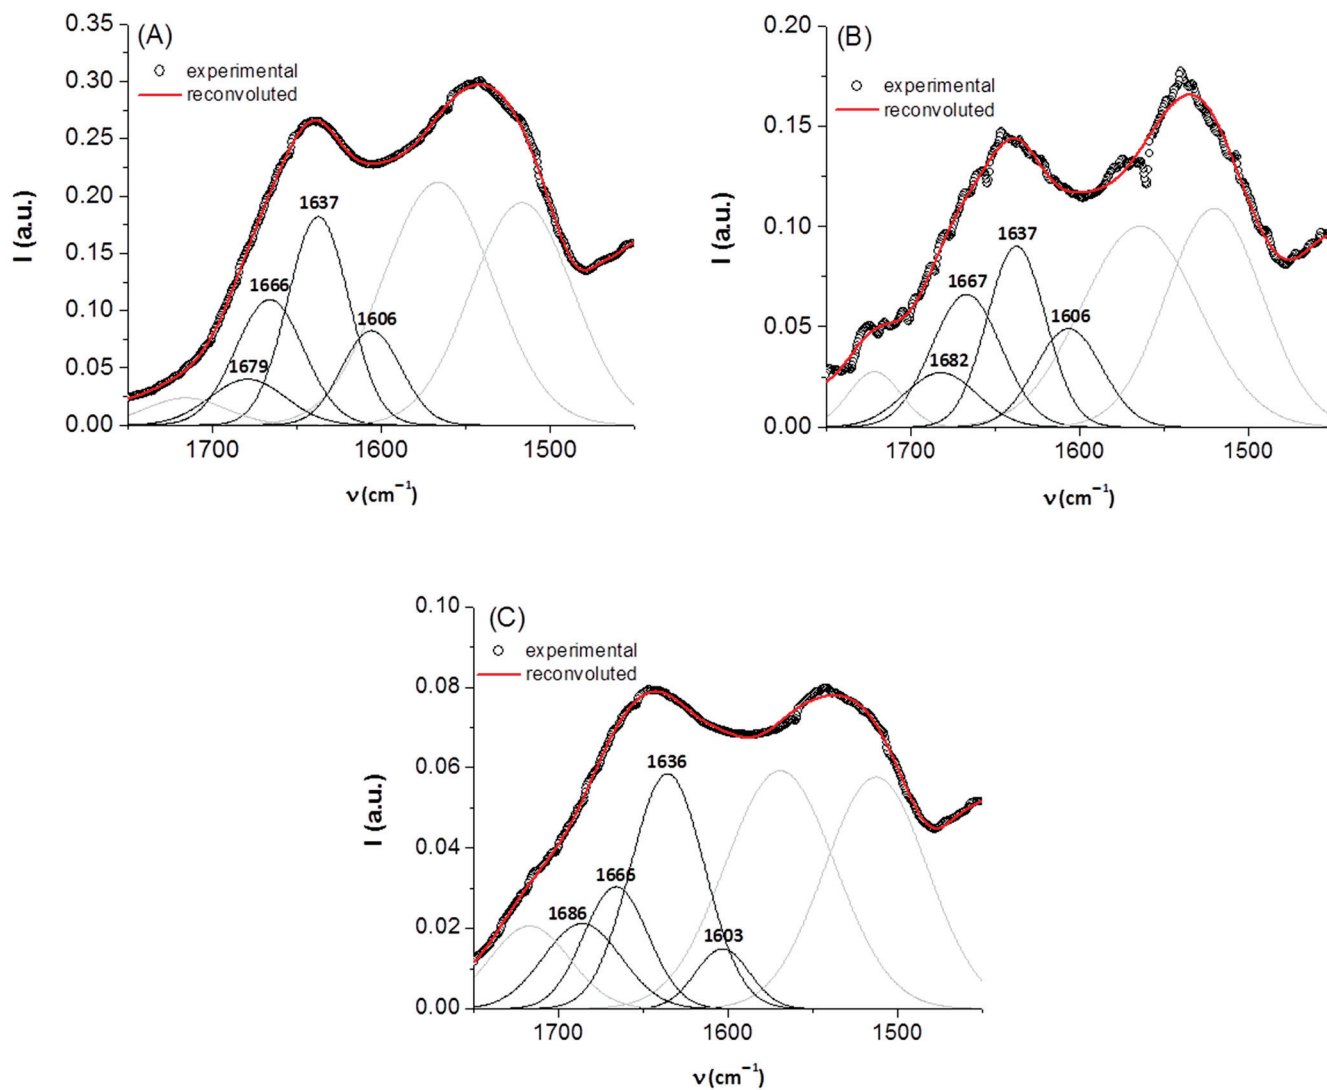 (A)
experimental
reconvoluted
0.35
0.30
0.25
0.20
0.15
0.10
0.05
0.00
I (a.u.)
1637
1666
1606
1679
1700 1600 1500
ν (cm⁻¹)
(B)
experimental
reconvoluted
0.20
0.15
0.10
0.05
0.00
I (a.u.)
1637
1667
1606
1682
1700 1600 1500
ν (cm⁻¹)
(C)
experimental
reconvoluted
0.10
0.08
0.06
0.04
0.02
0.00
I (a.u.)
1636
1666
1686
1603
1700 1600 1500
ν (cm⁻¹)